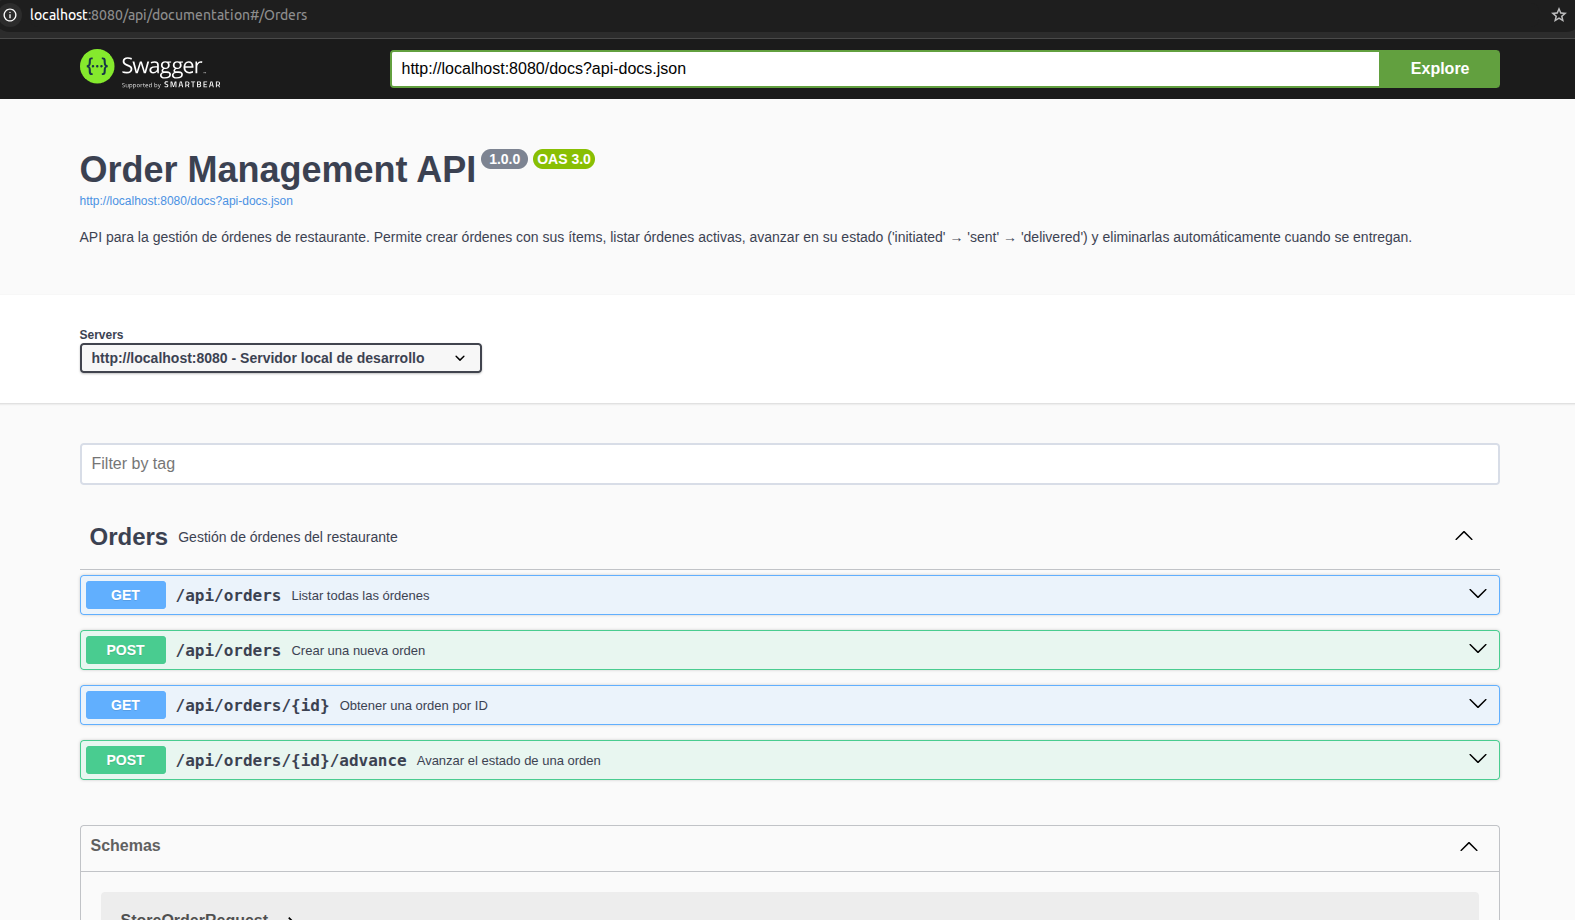 localhost:8080/api/documentation#/Orders
{···} Swagger
Supported by SMARTBEAR
http://localhost:8080/docs?api-docs.json
Explore
Order Management API 1.0.0 OAS 3.0
http://localhost:8080/docs?api-docs.json
API para la gestión de órdenes de restaurante. Permite crear órdenes con sus ítems, listar órdenes activas, avanzar en su estado ('initiated' → 'sent' → 'delivered') y eliminarlas automáticamente cuando se entregan.
Servers
http://localhost:8080 - Servidor local de desarrollo
Filter by tag
Orders Gestión de órdenes del restaurante
GET /api/orders Listar todas las órdenes
POST /api/orders Crear una nueva orden
GET /api/orders/{id} Obtener una orden por ID
POST /api/orders/{id}/advance Avanzar el estado de una orden
Schemas
StoreOrderRequest